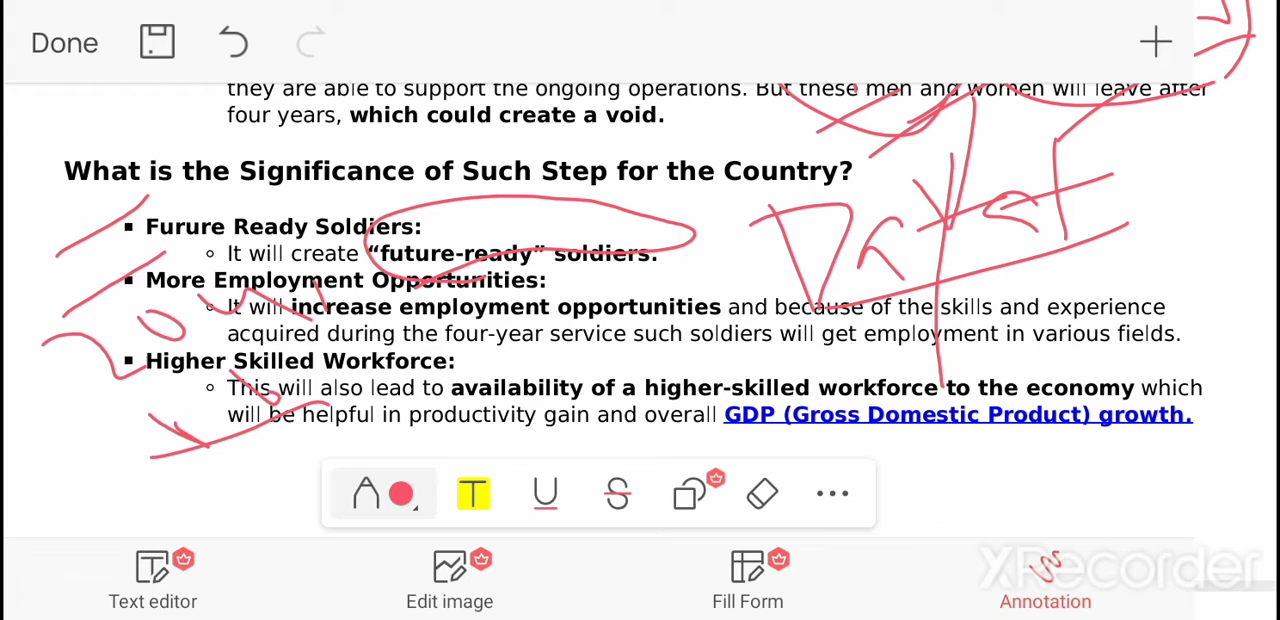 Done
they are able to support the ongoing operations. But these men and women will leave after
four years, which could create a void.
What is the Significance of Such Step for the Country?
▪ Furure Ready Soldiers:
o It will create “future-ready” soldiers.
▪ More Employment Opportunities:
o It will increase employment opportunities and because of the skills and experience
acquired during the four-year service such soldiers will get employment in various fields.
▪ Higher Skilled Workforce:
o This will also lead to availability of a higher-skilled workforce to the economy which
will be helpful in productivity gain and overall GDP (Gross Domestic Product) growth.
Text editor
Edit image
Fill Form
Annotation
XRecorder